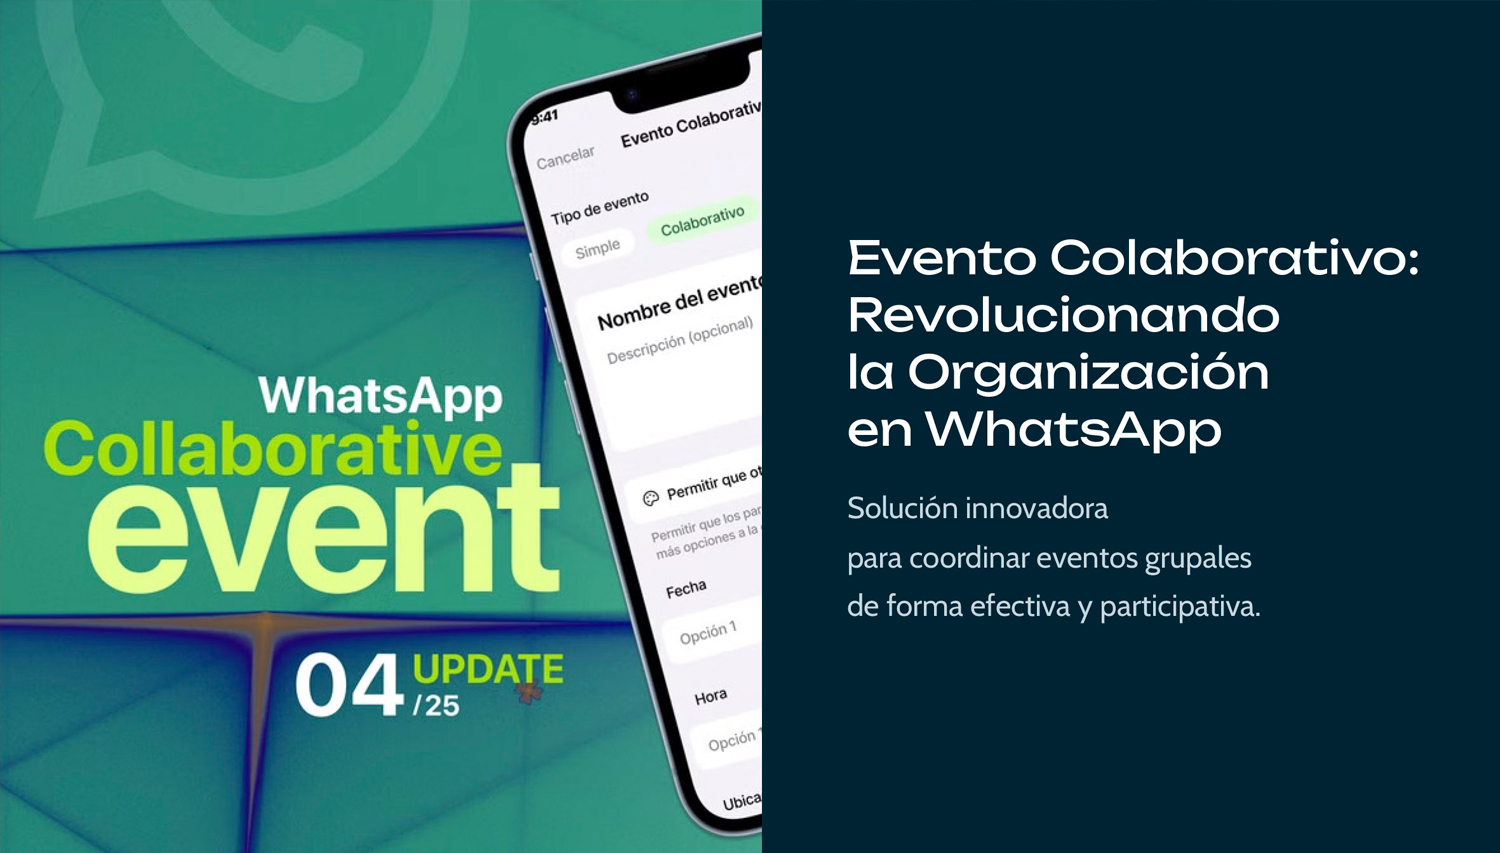 WhatsApp
Collaborative
event
04 UPDATE
/25
9:41
Cancelar
Evento Colaborativ
Tipo de evento
Simple
Colaborativo
Nombre del evento
Descripción (opcional)
Permitir que ot
Permitir que los par
más opciones a la
Fecha
Opción 1
Hora
Opción 1
Ubica
Evento Colaborativo:
Revolucionando
la Organización
en WhatsApp
Solución innovadora
para coordinar eventos grupales
de forma efectiva y participativa.